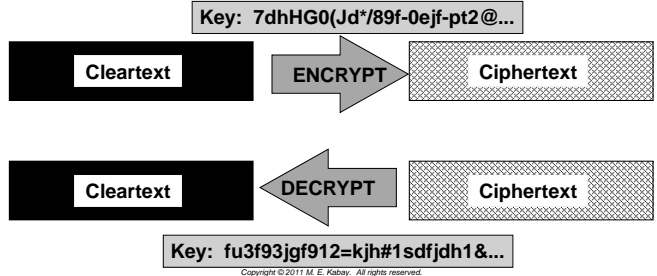 Key: 7dhHG0(Jd*/89f-0ejf-pt2@...
Cleartext ENCRYPT Ciphertext
Cleartext DECRYPT Ciphertext
Key: fu3f93jgf912=kjh#1sdfjdh1&...
Copyright © 2011 M. E. Kabay. All rights reserved.